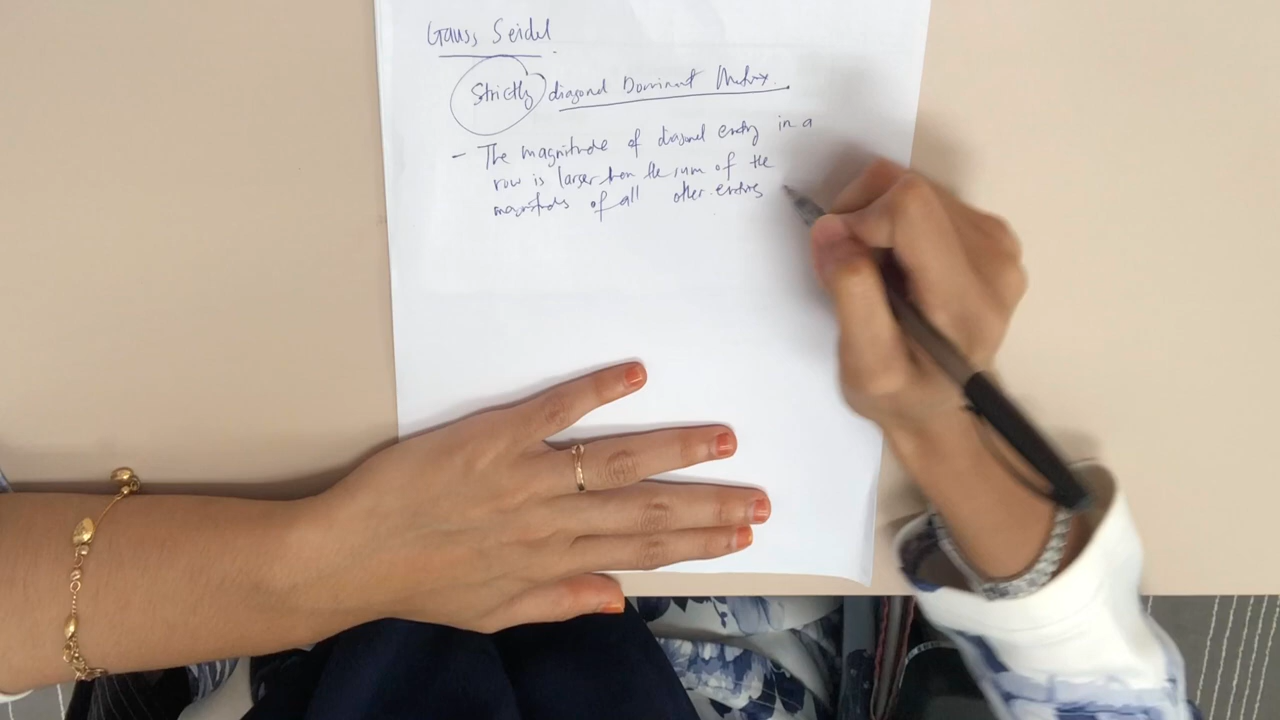 Gauss Seidel
Strictly diagonal Dominant Matrix.
- The magnitude of diagonal entry in a
row is larger than the sum of the
magnitudes of all other entries